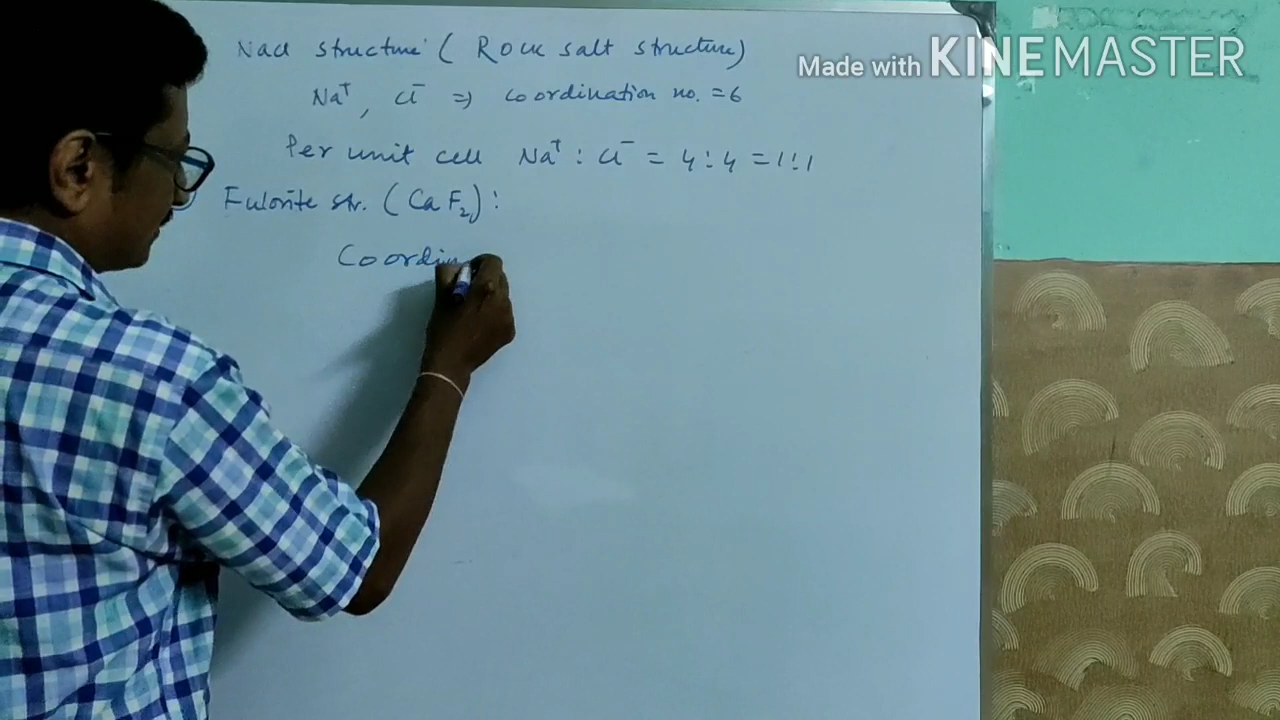 Nacl structure (Rock salt structure)
Made with KINEMASTER
Na⁺, Cl⁻ ⇒ coordination no. = 6
Per unit cell Na⁺ : Cl⁻ = 4:4 = 1:1
Fulorite str. (CaF₂):
Coordin